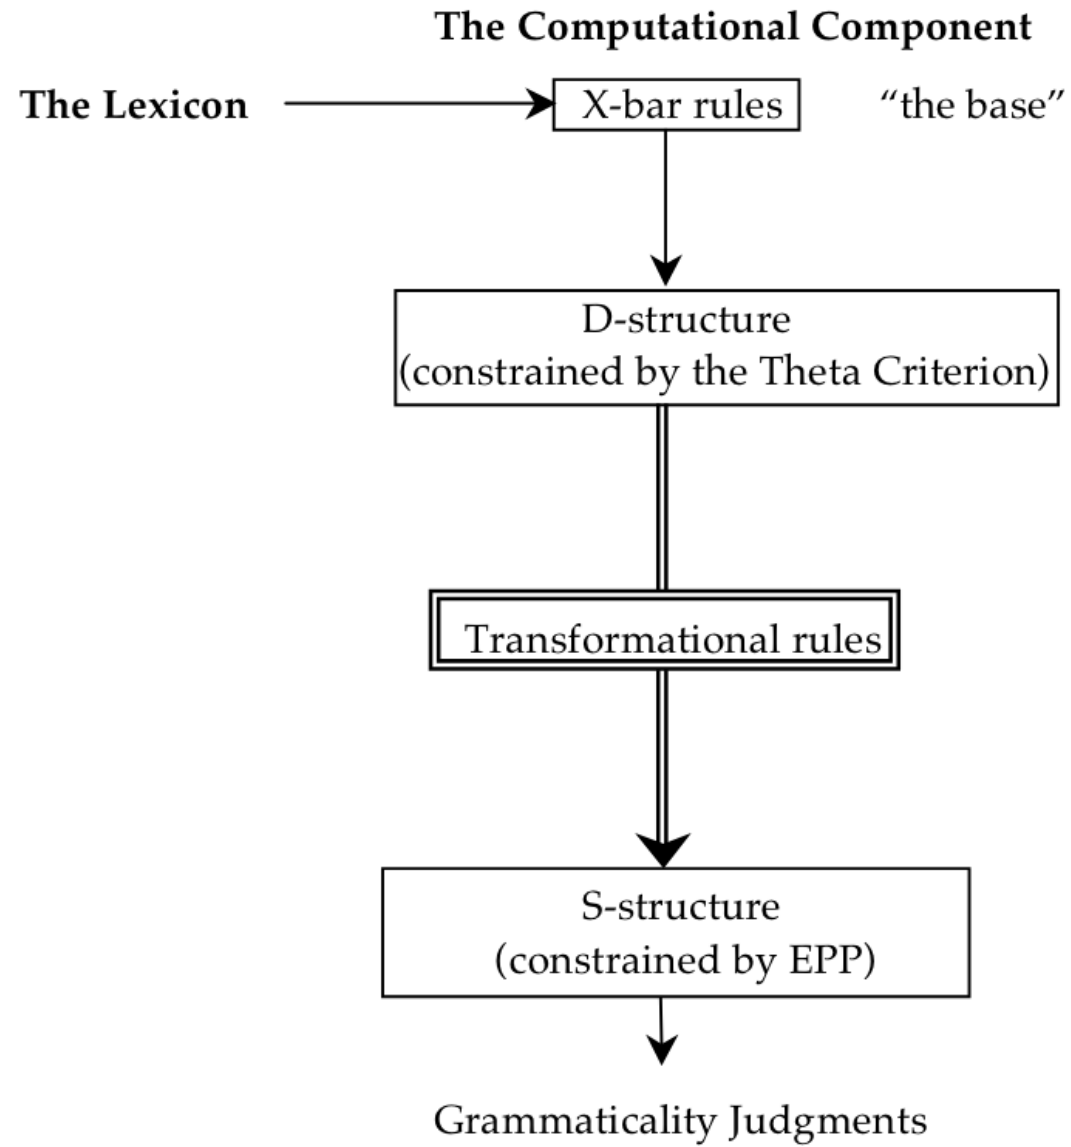 The Computational Component
The Lexicon
X-bar rules
“the base”
D-structure
(constrained by the Theta Criterion)
Transformational rules
S-structure
(constrained by EPP)
Grammaticality Judgments